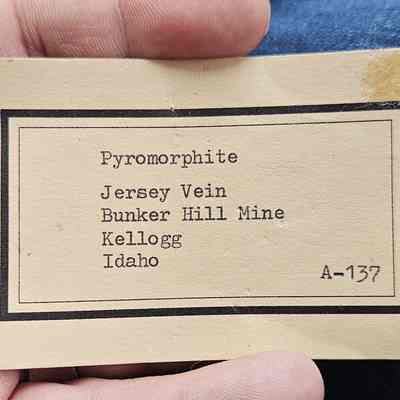 Pyromorphite
Jersey Vein
Bunker Hill Mine
Kellogg
Idaho
A-137